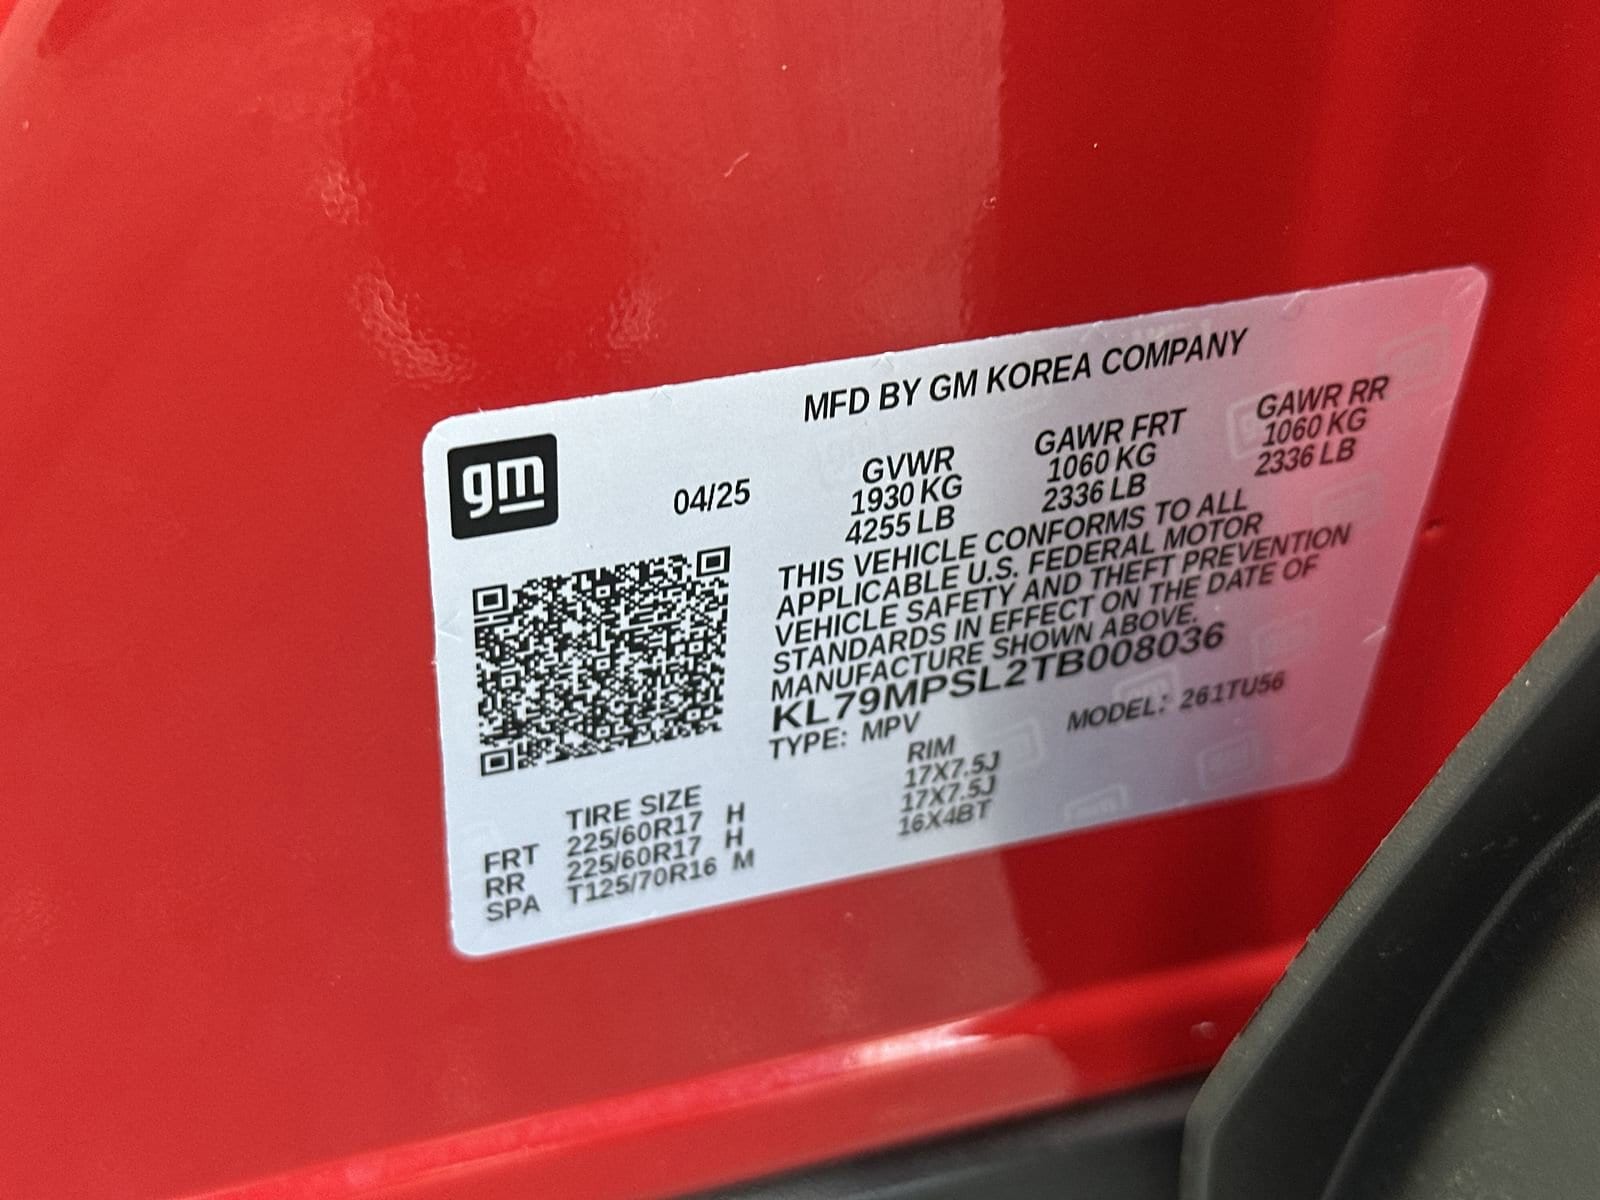 MFD BY GM KOREA COMPANY
gm
04/25
GVWR GAWR FRT GAWR RR
1930 KG 1060 KG 1060 KG
4255 LB 2336 LB 2336 LB
THIS VEHICLE CONFORMS TO ALL
APPLICABLE U.S. FEDERAL MOTOR
VEHICLE SAFETY AND THEFT PREVENTION
STANDARDS IN EFFECT ON THE DATE OF
MANUFACTURE SHOWN ABOVE.
KL79MPSL2TB008036
TYPE: MPV MODEL: 261TU56
TIRE SIZE RIM
FRT 225/60R17 H 17X7.5J
RR 225/60R17 H 17X7.5J
SPA T125/70R16 M 16X4BT